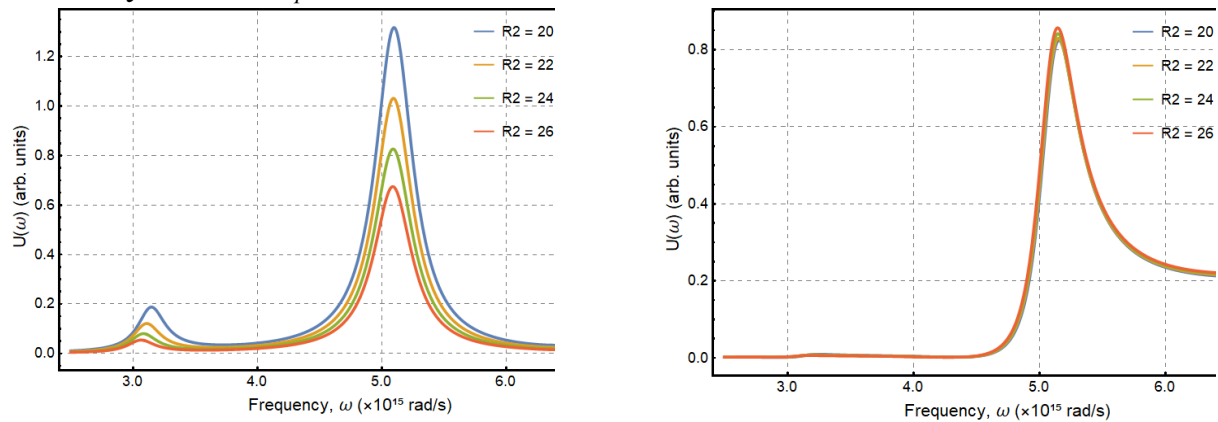 p
R2 = 20
R2 = 22
R2 = 24
R2 = 26
1.2
1.0
0.8
0.6
0.4
0.2
0.0
U(ω) (arb. units)
3.0 4.0 5.0 6.0
Frequency, ω (×10¹⁵ rad/s)
R2 = 20
R2 = 22
R2 = 24
R2 = 26
0.8
0.6
0.4
0.2
0.0
U(ω) (arb. units)
3.0 4.0 5.0 6.0
Frequency, ω (×10¹⁵ rad/s)